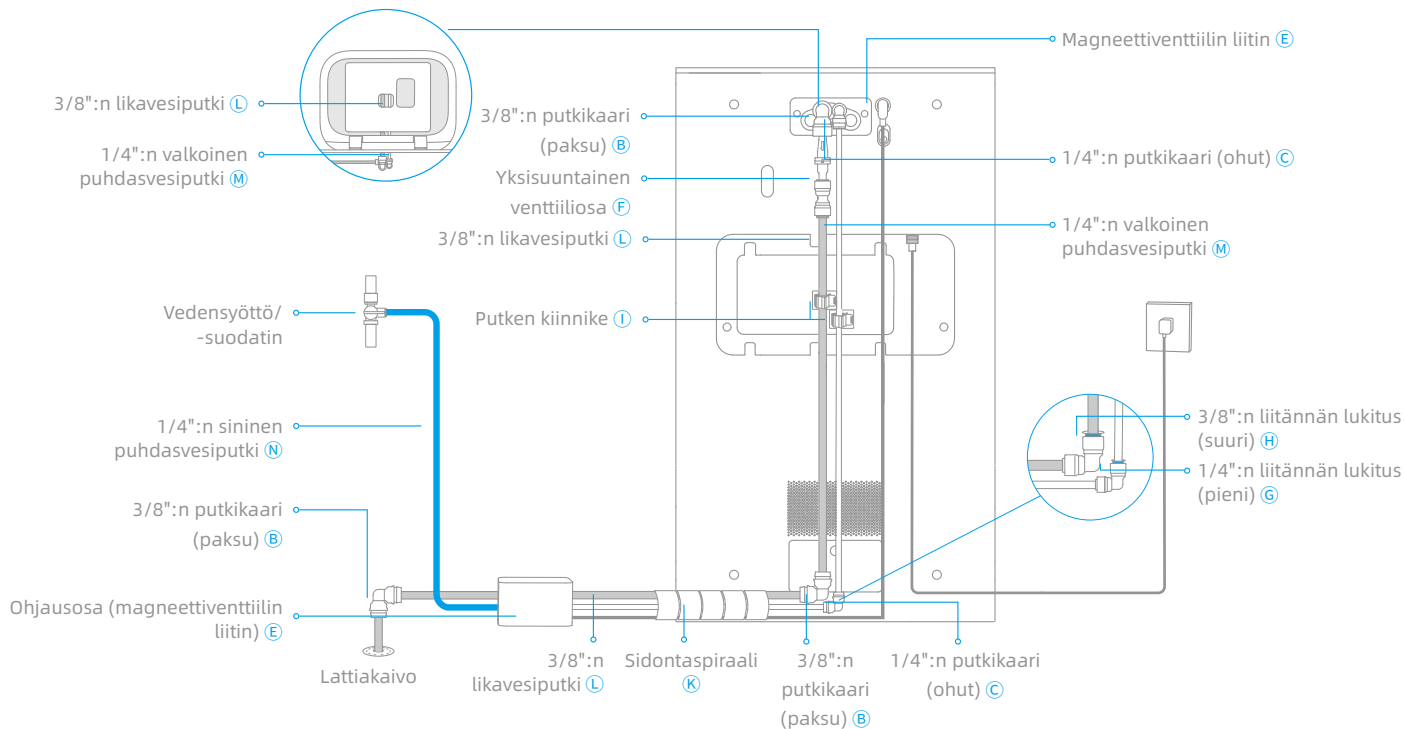 Magneettiventtiilin liitin Ⓔ
3/8":n likavesiputki Ⓛ
1/4":n valkoinen
puhdasvesiputki Ⓜ
3/8":n putkikaari
(paksu) Ⓑ
Yksisuuntainen
venttiiliosa Ⓕ
3/8":n likavesiputki Ⓛ
1/4":n putkikaari (ohut) Ⓒ
1/4":n valkoinen
puhdasvesiputki Ⓜ
Vedensyöttö/
-suodatin
Putken kiinnike Ⓘ
1/4":n sininen
puhdasvesiputki Ⓝ
3/8":n liitännän lukitus
(suuri) Ⓗ
1/4":n liitännän lukitus
(pieni) Ⓖ
3/8":n putkikaari
(paksu) Ⓑ
Ohjausosa (magneettiventtiilin
liitin) Ⓔ
Lattiakaivo
3/8":n
likavesiputki Ⓛ
Sidontaspiraali
Ⓚ
3/8":n
putkikaari
(paksu) Ⓑ
1/4":n putkikaari
(ohut) Ⓒ